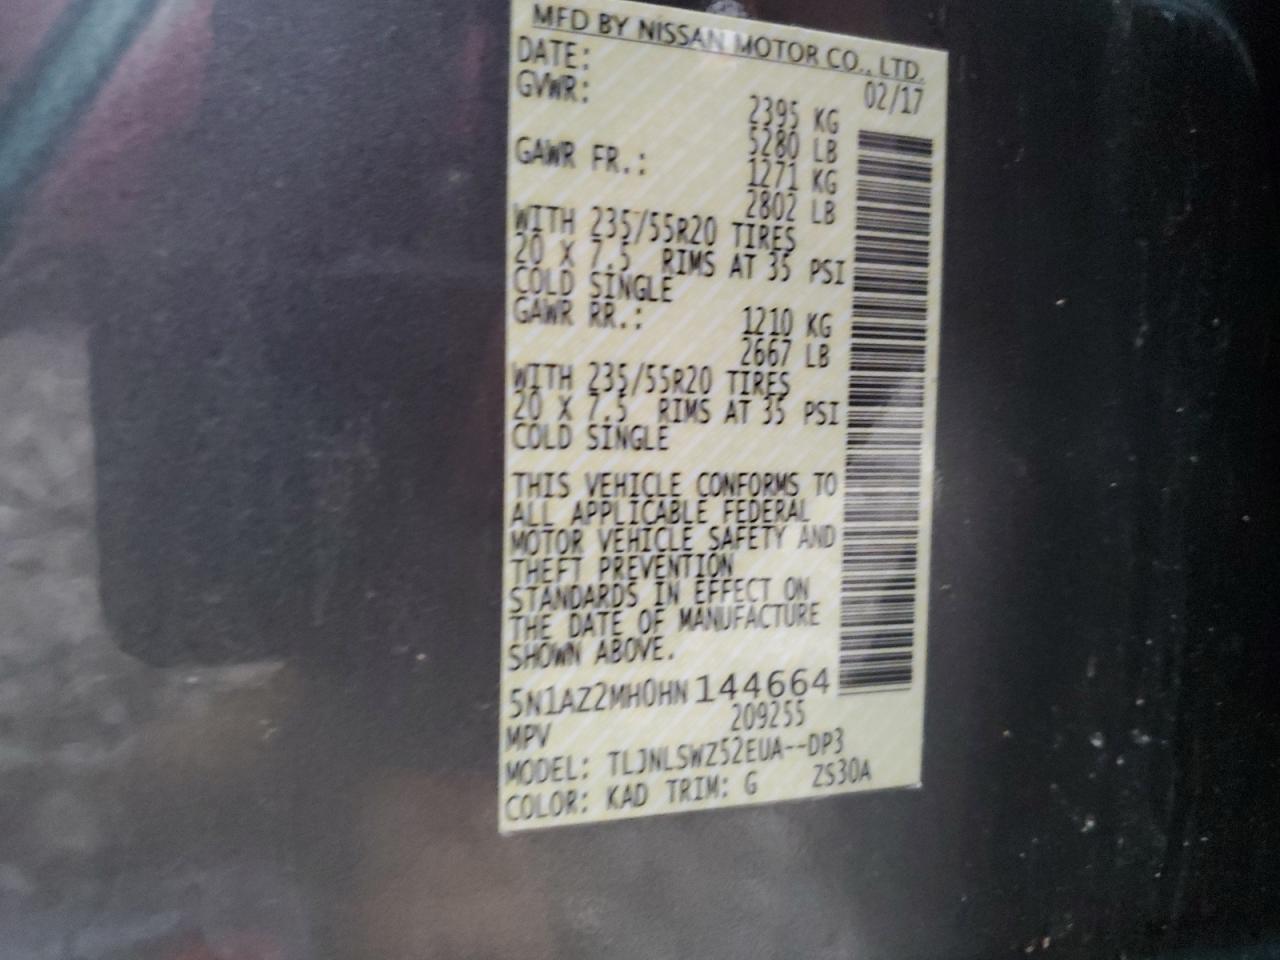 MFD BY NISSAN MOTOR CO., LTD.
DATE: 02/17
GVWR: 2395 KG
5280 LB
GAWR FR.: 1271 KG
2802 LB
WITH 235/55R20 TIRES
20 X 7.5 RIMS AT 35 PSI
COLD SINGLE
GAWR RR.: 1210 KG
2667 LB
WITH 235/55R20 TIRES
20 X 7.5 RIMS AT 35 PSI
COLD SINGLE
THIS VEHICLE CONFORMS TO
ALL APPLICABLE FEDERAL
MOTOR VEHICLE SAFETY AND
THEFT PREVENTION
STANDARDS IN EFFECT ON
THE DATE OF MANUFACTURE
SHOWN ABOVE.
5N1AZ2MH0HN144664
209255
MPV
MODEL: TLJNLSWZ52EUA--DP3
COLOR: KAD TRIM: G ZS30A